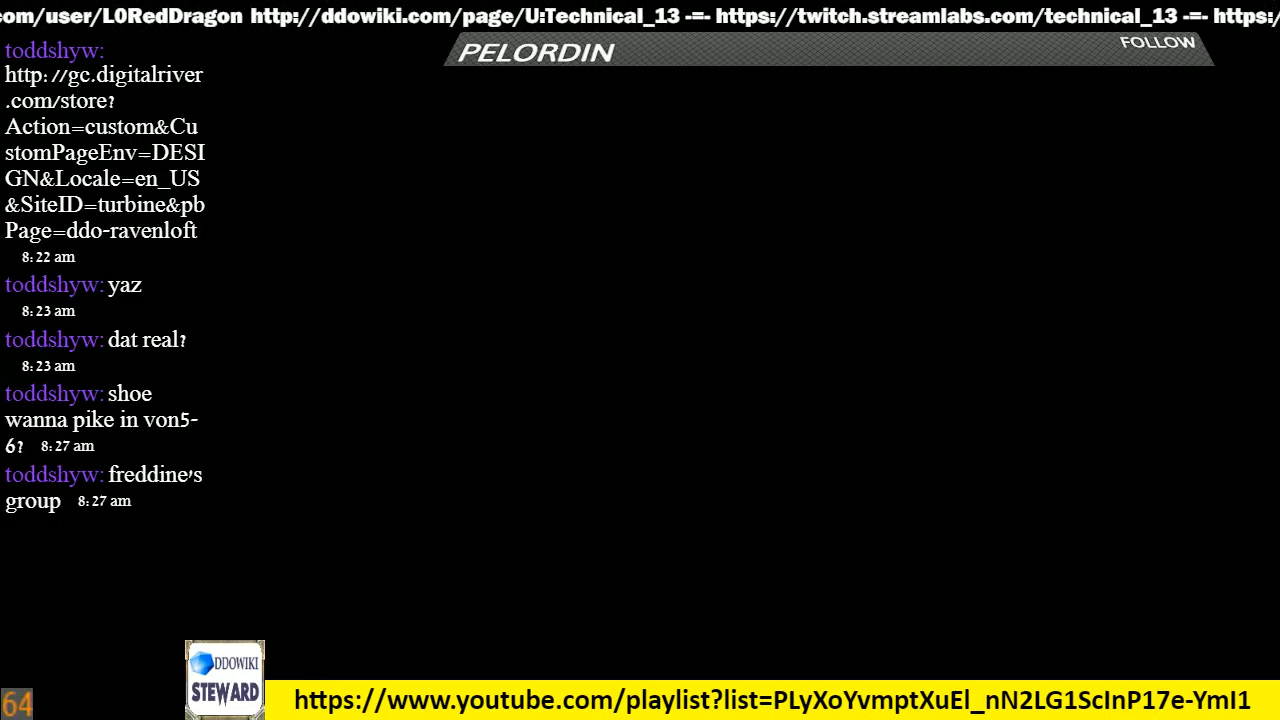 com/user/L0RedDragon http://ddowiki.com/page/U:Technical_13 -=- https://twitch.streamlabs.com/technical_13 -=- https:/
PELORDIN
FOLLOW
toddshyw:
http://gc.digitalriver
.com/store?
Action=custom&Cu
stomPageEnv=DESI
GN&Locale=en_US
&SiteID=turbine&pb
Page=ddo-ravenloft
8:22 am
toddshyw: yaz
8:23 am
toddshyw: dat real?
8:23 am
toddshyw: shoe
wanna pike in von5-
6? 8:27 am
toddshyw: freddine's
group 8:27 am
DDOWIKI
STEWARD
64
https://www.youtube.com/playlist?list=PLyXoYvmptXuEl_nN2LG1ScInP17e-YmI1